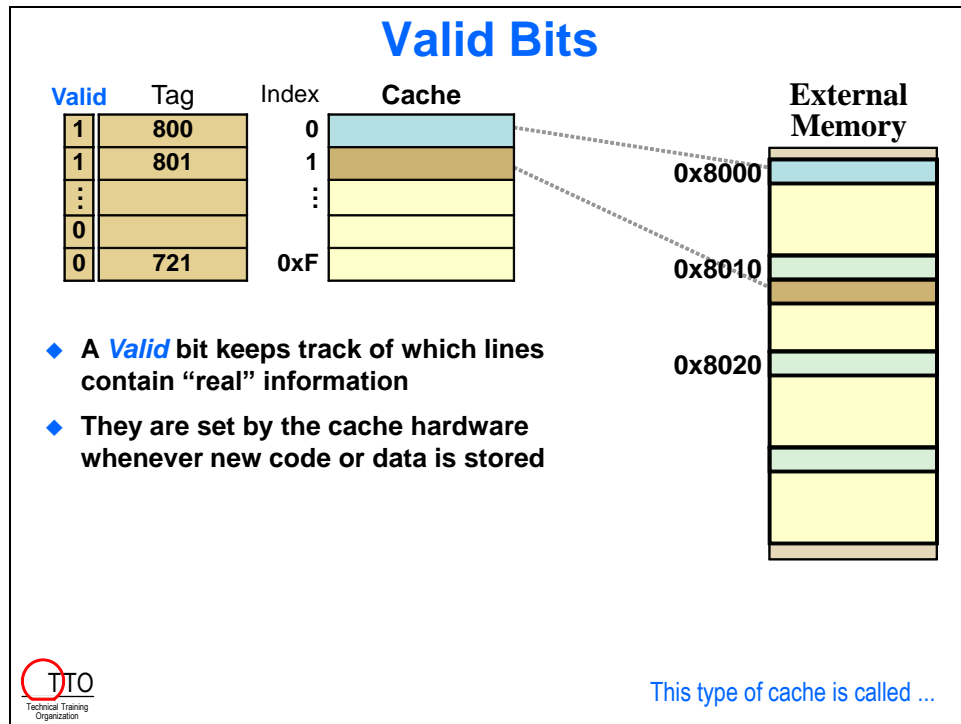 Valid Bits
Valid Tag Index Cache
External
Memory
1 800 0
1 801 1
⋮ ⋮
0
0 721 0xF
0x8000
0x8010
0x8020
◆ A Valid bit keeps track of which lines
contain “real” information
◆ They are set by the cache hardware
whenever new code or data is stored
TTO
Technical Training
Organization
This type of cache is called ...